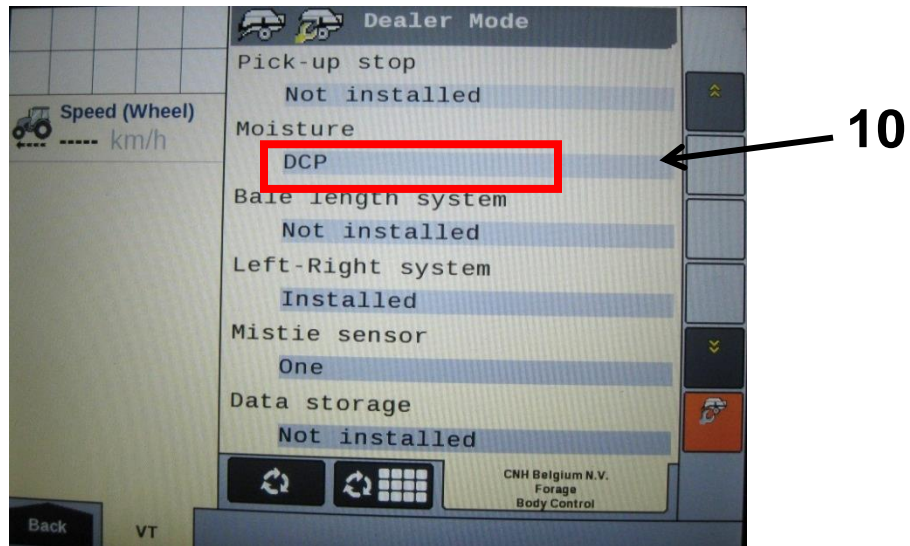 Dealer Mode
Pick-up stop
Not installed
Speed (Wheel)
----- km/h
Moisture
DCP
10
Bale length system
Not installed
Left-Right system
Installed
Mistie sensor
One
Data storage
Not installed
CNH Belgium N.V.
Forage
Body Control
Back
VT